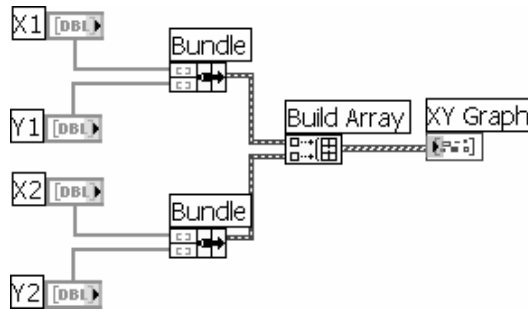 X1 [DBL]
Bundle
Y1 [DBL]
Build Array
XY Graph
X2 [DBL]
Bundle
Y2 [DBL]